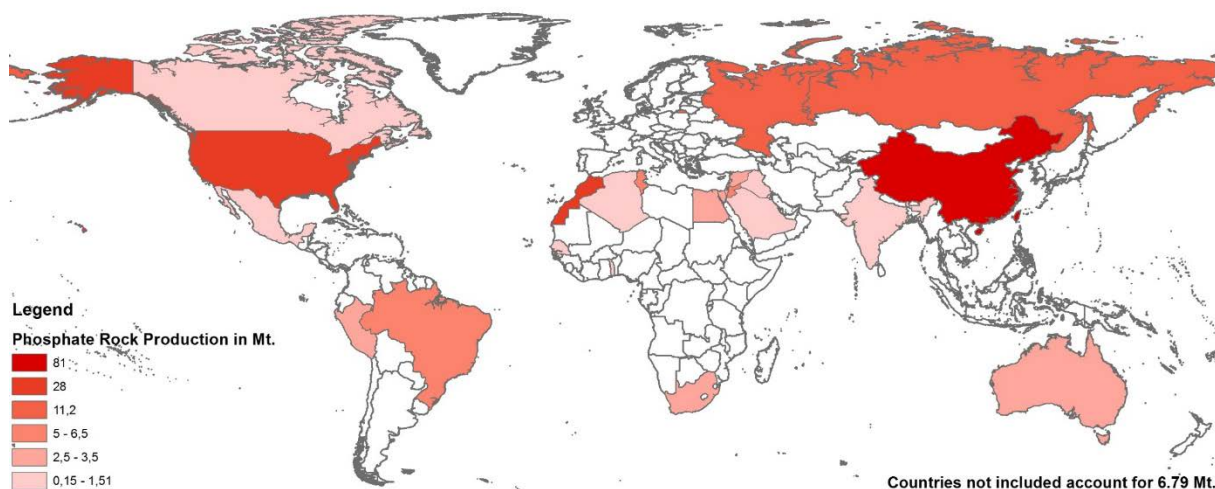 Legend
Phosphate Rock Production in Mt.
81
28
11,2
5 - 6,5
2,5 - 3,5
0,15 - 1,51
Countries not included account for 6.79 Mt.